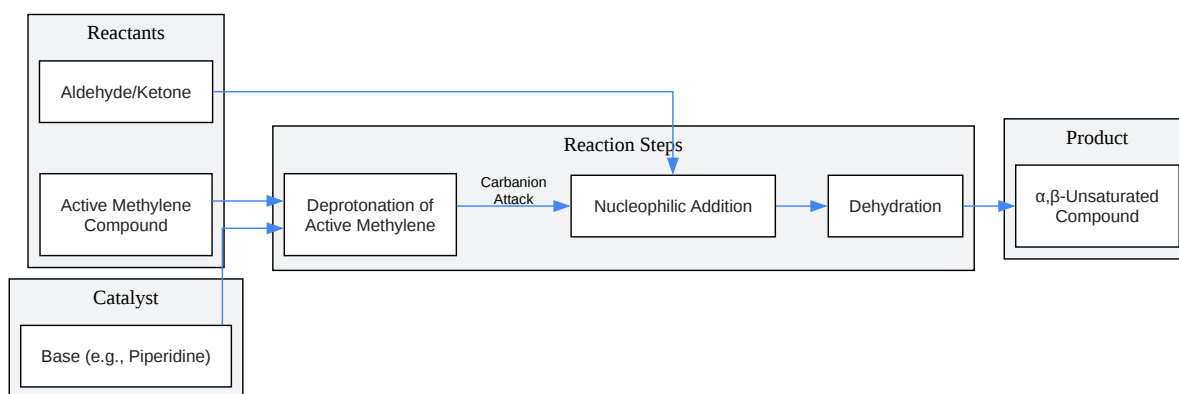 Reactants
Aldehyde/Ketone
Active Methylene
Compound
Catalyst
Base (e.g., Piperidine)
Reaction Steps
Deprotonation of
Active Methylene
Carbanion
Attack
Nucleophilic Addition
Dehydration
Product
α,β-Unsaturated
Compound